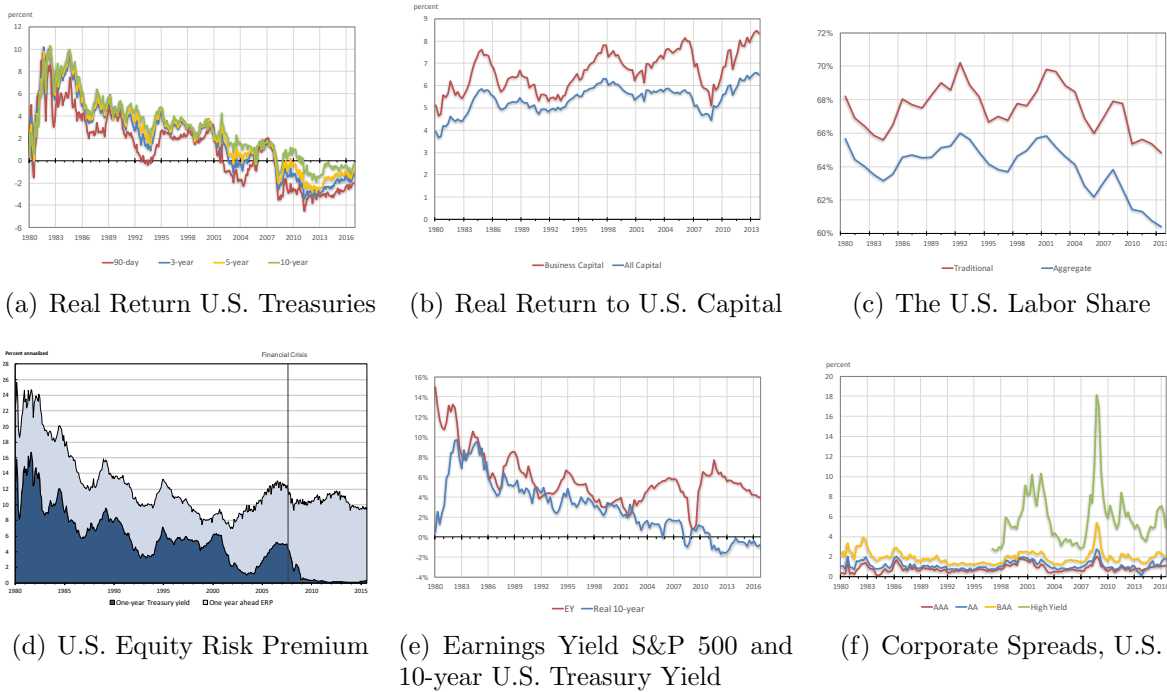 percent
12
10
8
6
4
2
0
-2
-4
-6
1980 1983 1986 1989 1992 1995 1998 2001 2004 2007 2010 2013 2016
90-day 3-year 5-year 10-year
(a) Real Return U.S. Treasuries
percent
9
8
7
6
5
4
3
2
1
0
1980 1983 1986 1989 1992 1995 1998 2001 2004 2007 2010 2013
Business Capital All Capital
(b) Real Return to U.S. Capital
72%
70%
68%
66%
64%
62%
60%
1980 1983 1986 1989 1992 1995 1998 2001 2004 2007 2010 2013
Traditional Aggregate
(c) The U.S. Labor Share
Percent annualized
Financial Crisis
28
26
24
22
20
18
16
14
12
10
8
6
4
2
0
1980 1985 1990 1995 2000 2005 2010 2015
One-year Treasury yield One year ahead ERP
(d) U.S. Equity Risk Premium
16%
14%
12%
10%
8%
6%
4%
2%
0%
-2%
-4%
1980 1983 1986 1989 1992 1995 1998 2001 2004 2007 2010 2013 2016
EY Real 10-year
(e) Earnings Yield S&P 500 and
10-year U.S. Treasury Yield
percent
20
18
16
14
12
10
8
6
4
2
0
1980 1983 1986 1989 1992 1995 1998 2001 2004 2007 2010 2013 2016
AAA AA BAA High Yield
(f) Corporate Spreads, U.S.